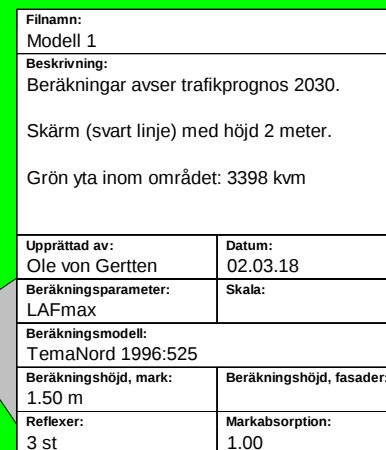 Filnamn:
Modell 1
Beskrivning:
Beräkningar avser trafikprognos 2030.
Skärm (svart linje) med höjd 2 meter.
Grön yta inom området: 3398 kvm
Upprättad av:
Ole von Gertten
Datum:
02.03.18
Beräkningsparameter:
LAFmax
Skala:
Beräkningsmodell:
TemaNord 1996:525
Beräkningshöjd, mark:
1.50 m
Beräkningshöjd, fasader:
Reflexer:
3 st
Markabsorption:
1.00